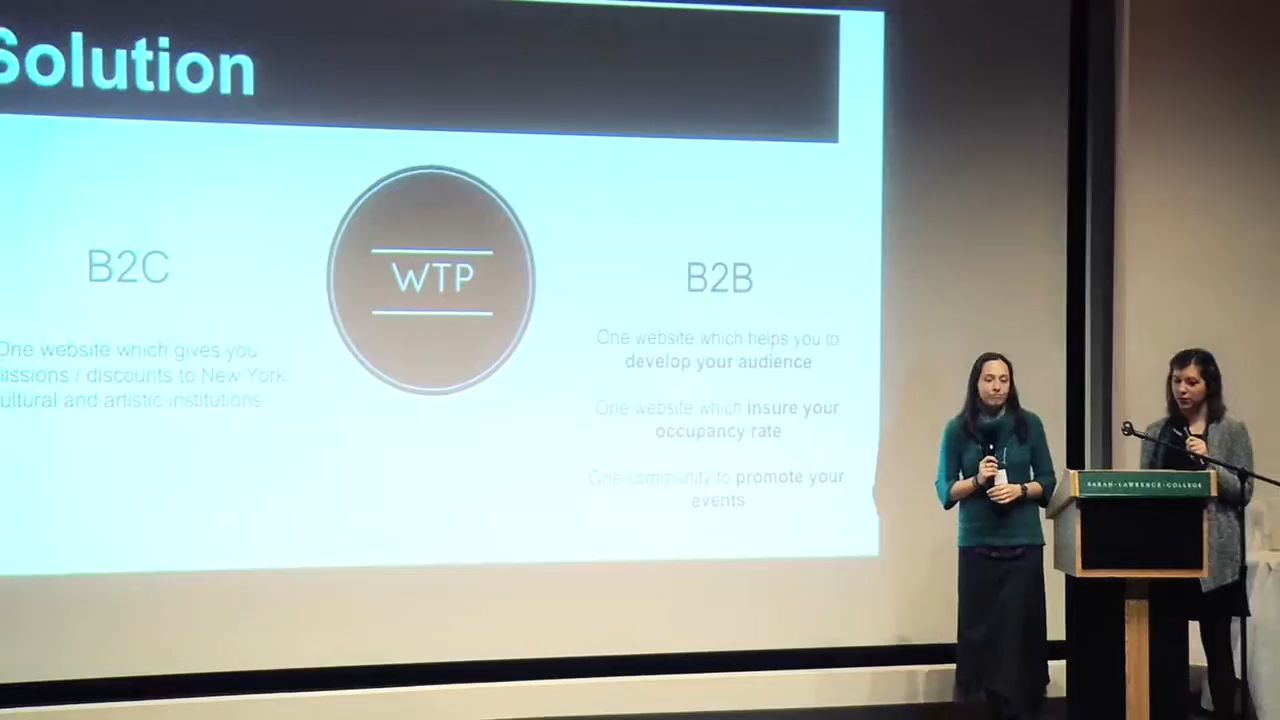 Solution
B2C
One website which gives you
missions / discounts to New York
ultural and artistic institutions
WTP
B2B
One website which helps you to
develop your audience
One website which insure your
occupancy rate
One community to promote your
events
SARAH·LAWRENCE·COLLEGE